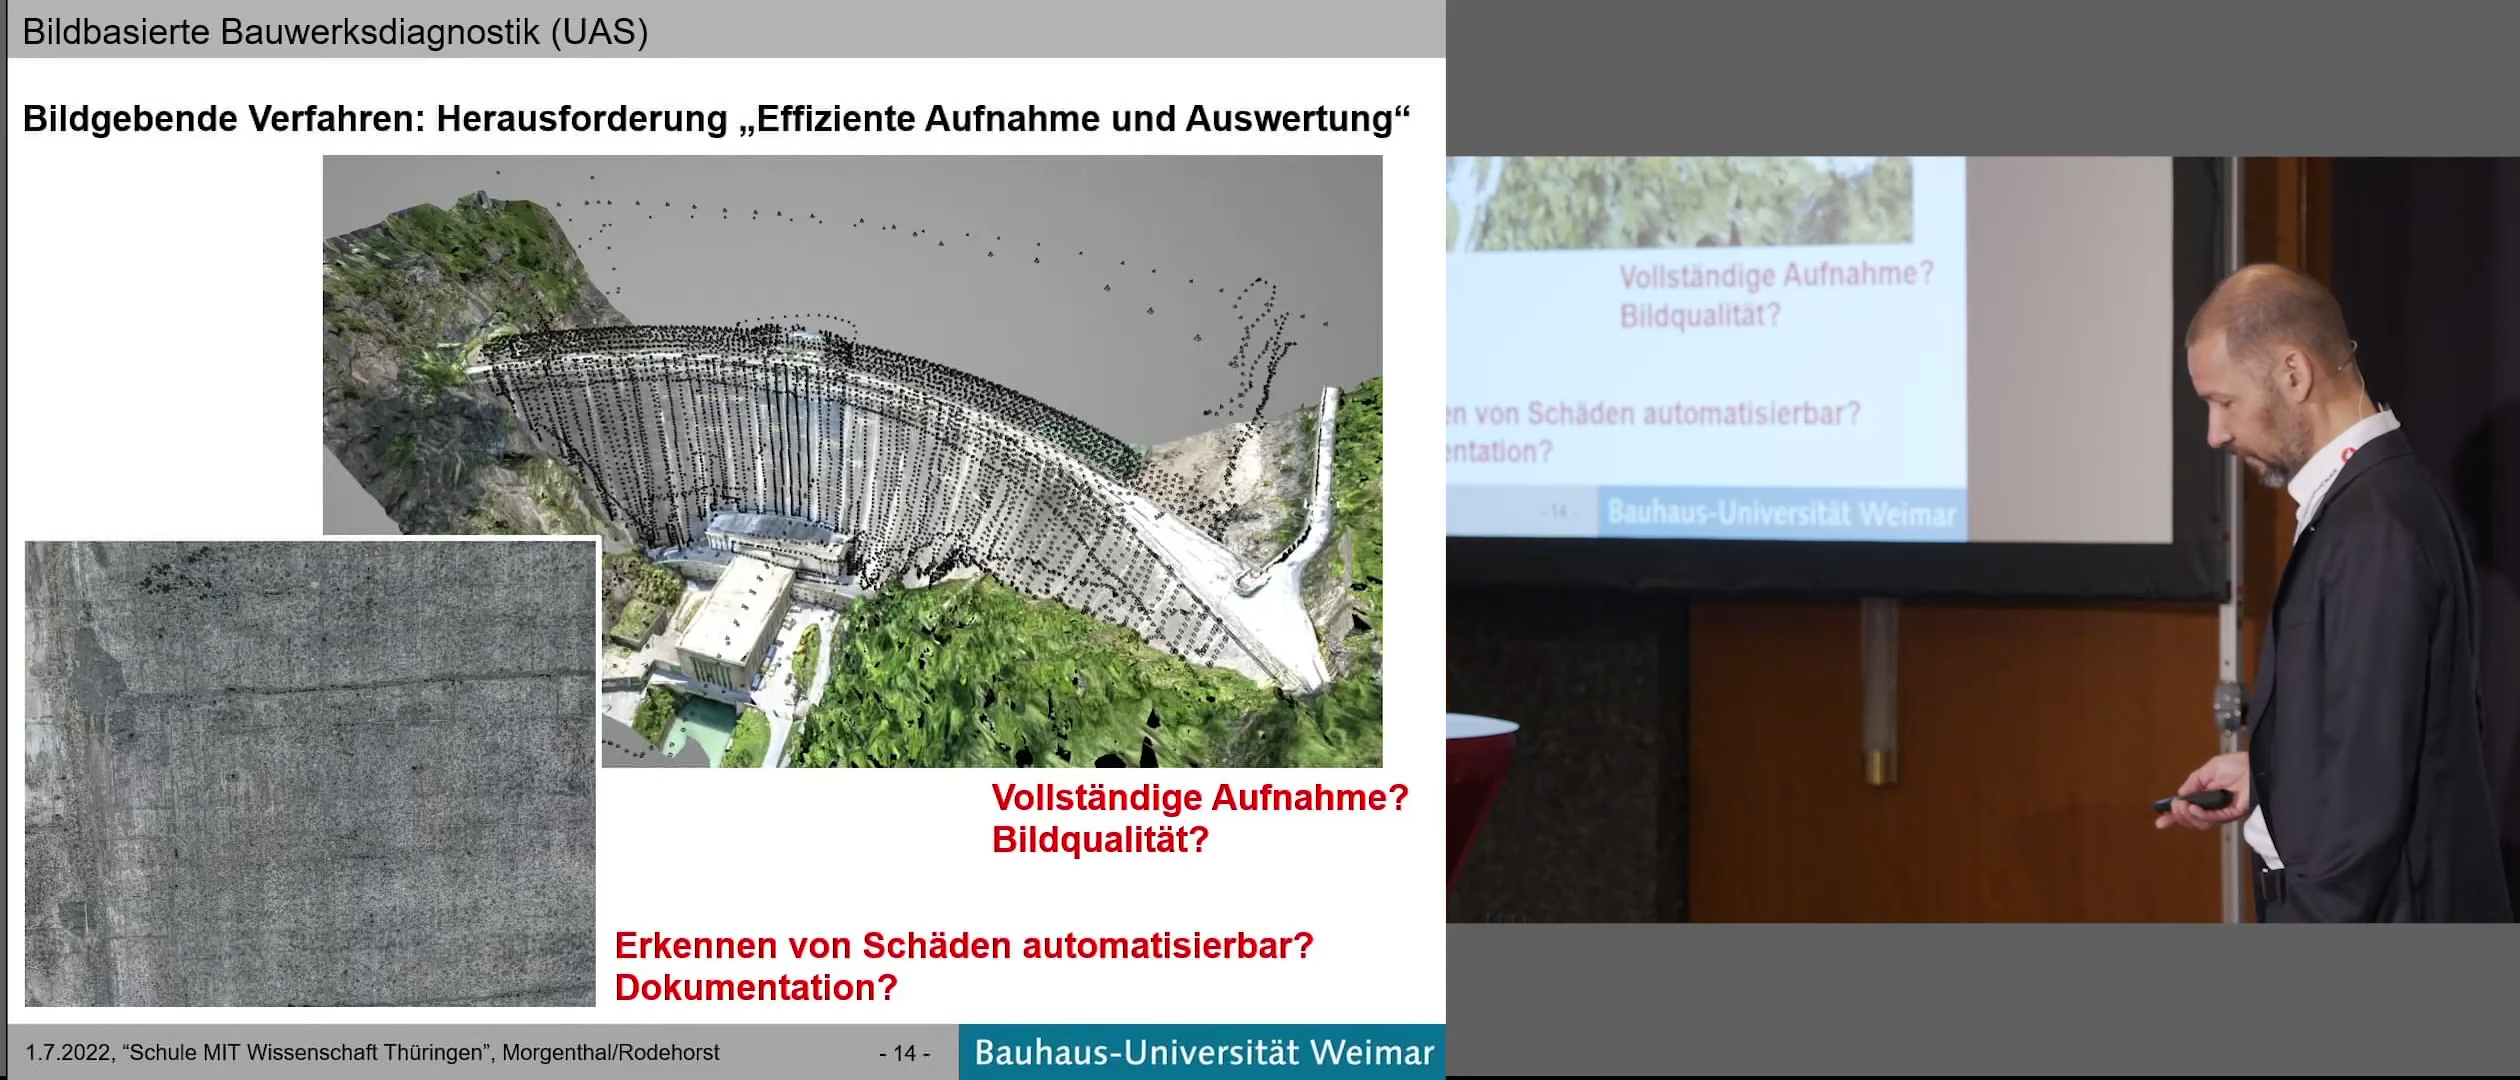 Bildbasierte Bauwerksdiagnostik (UAS)
Bildgebende Verfahren: Herausforderung „Effiziente Aufnahme und Auswertung“
Vollständige Aufnahme?
Bildqualität?
Erkennen von Schäden automatisierbar?
Dokumentation?
1.7.2022, “Schule MIT Wissenschaft Thüringen”, Morgenthal/Rodehorst
- 14 -
Bauhaus-Universität Weimar
Vollständige Aufnahme?
Bildqualität?
en von Schäden automatisierbar?
entation?
- 14 -
Bauhaus-Universität Weimar